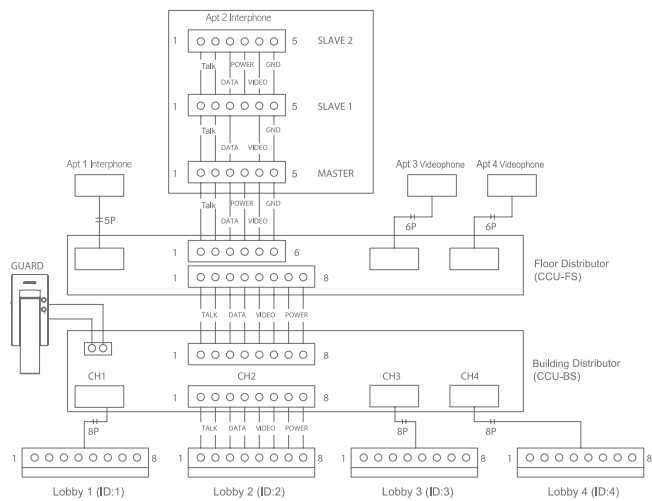 Apt 2 Interphone
1 5 SLAVE 2
Talk POWER GND
DATA VIDEO
1 5 SLAVE 1
Talk GND
DATA VIDEO
Apt 1 Interphone
1 5 MASTER
Apt 3 Videophone Apt 4 Videophone
Talk POWER GND
DATA VIDEO
5P 6P 6P
1 6
Floor Distributor
(CCU-FS)
1 8
GUARD
TALK DATA VIDEO POWER
1 8
Building Distributor
(CCU-BS)
CH1 CH2 CH3 CH4
1 8
8P TALK DATA VIDEO POWER 8P 8P
1 8 1 8 1 8 1 8
Lobby 1 (ID:1) Lobby 2 (ID:2) Lobby 3 (ID:3) Lobby 4 (ID:4)